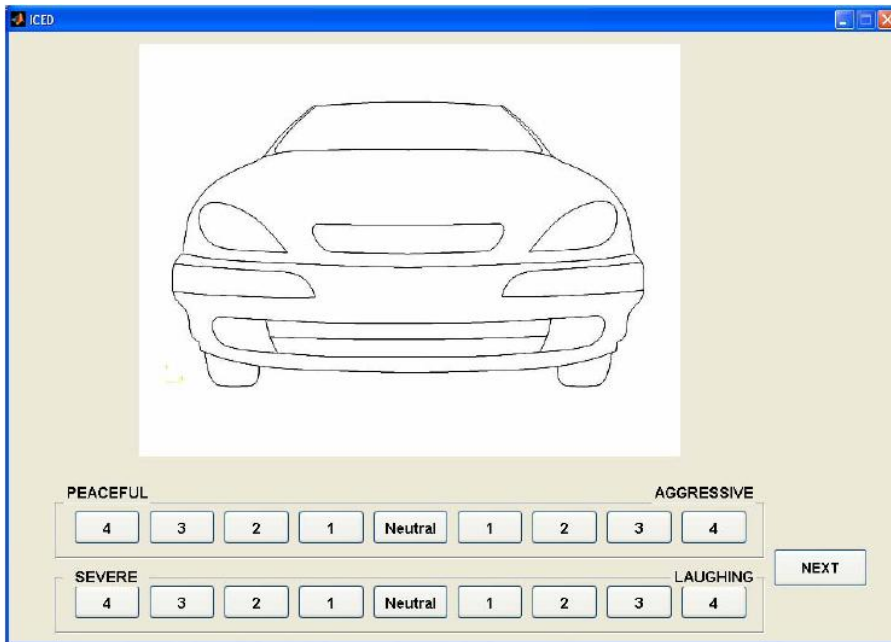 ICED
PEACEFUL AGGRESSIVE
4 3 2 1 Neutral 1 2 3 4
SEVERE LAUGHING
4 3 2 1 Neutral 1 2 3 4
NEXT